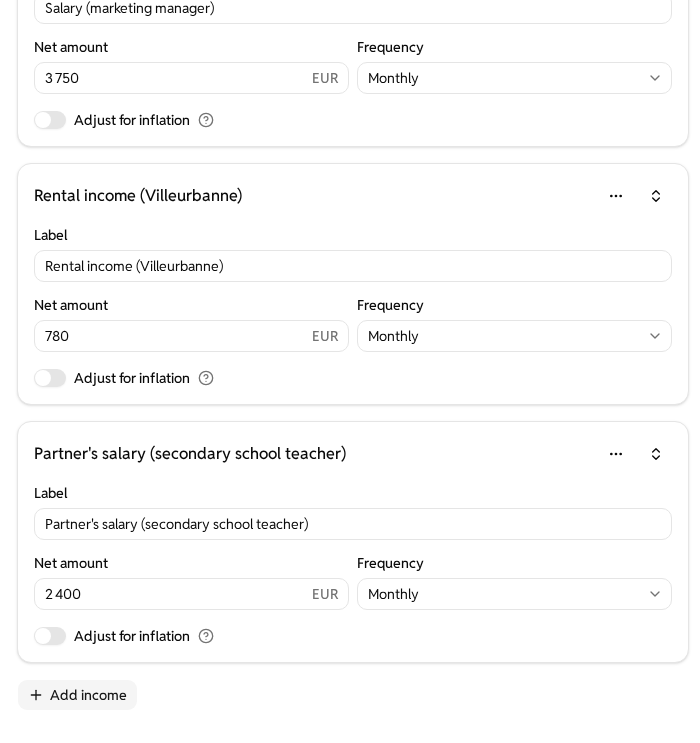 Salary (marketing manager)
Net amount
Frequency
3 750 EUR
Monthly
Adjust for inflation
Rental income (Villeurbanne)
Label
Rental income (Villeurbanne)
Net amount
Frequency
780 EUR
Monthly
Adjust for inflation
Partner's salary (secondary school teacher)
Label
Partner's salary (secondary school teacher)
Net amount
Frequency
2 400 EUR
Monthly
Adjust for inflation
Add income